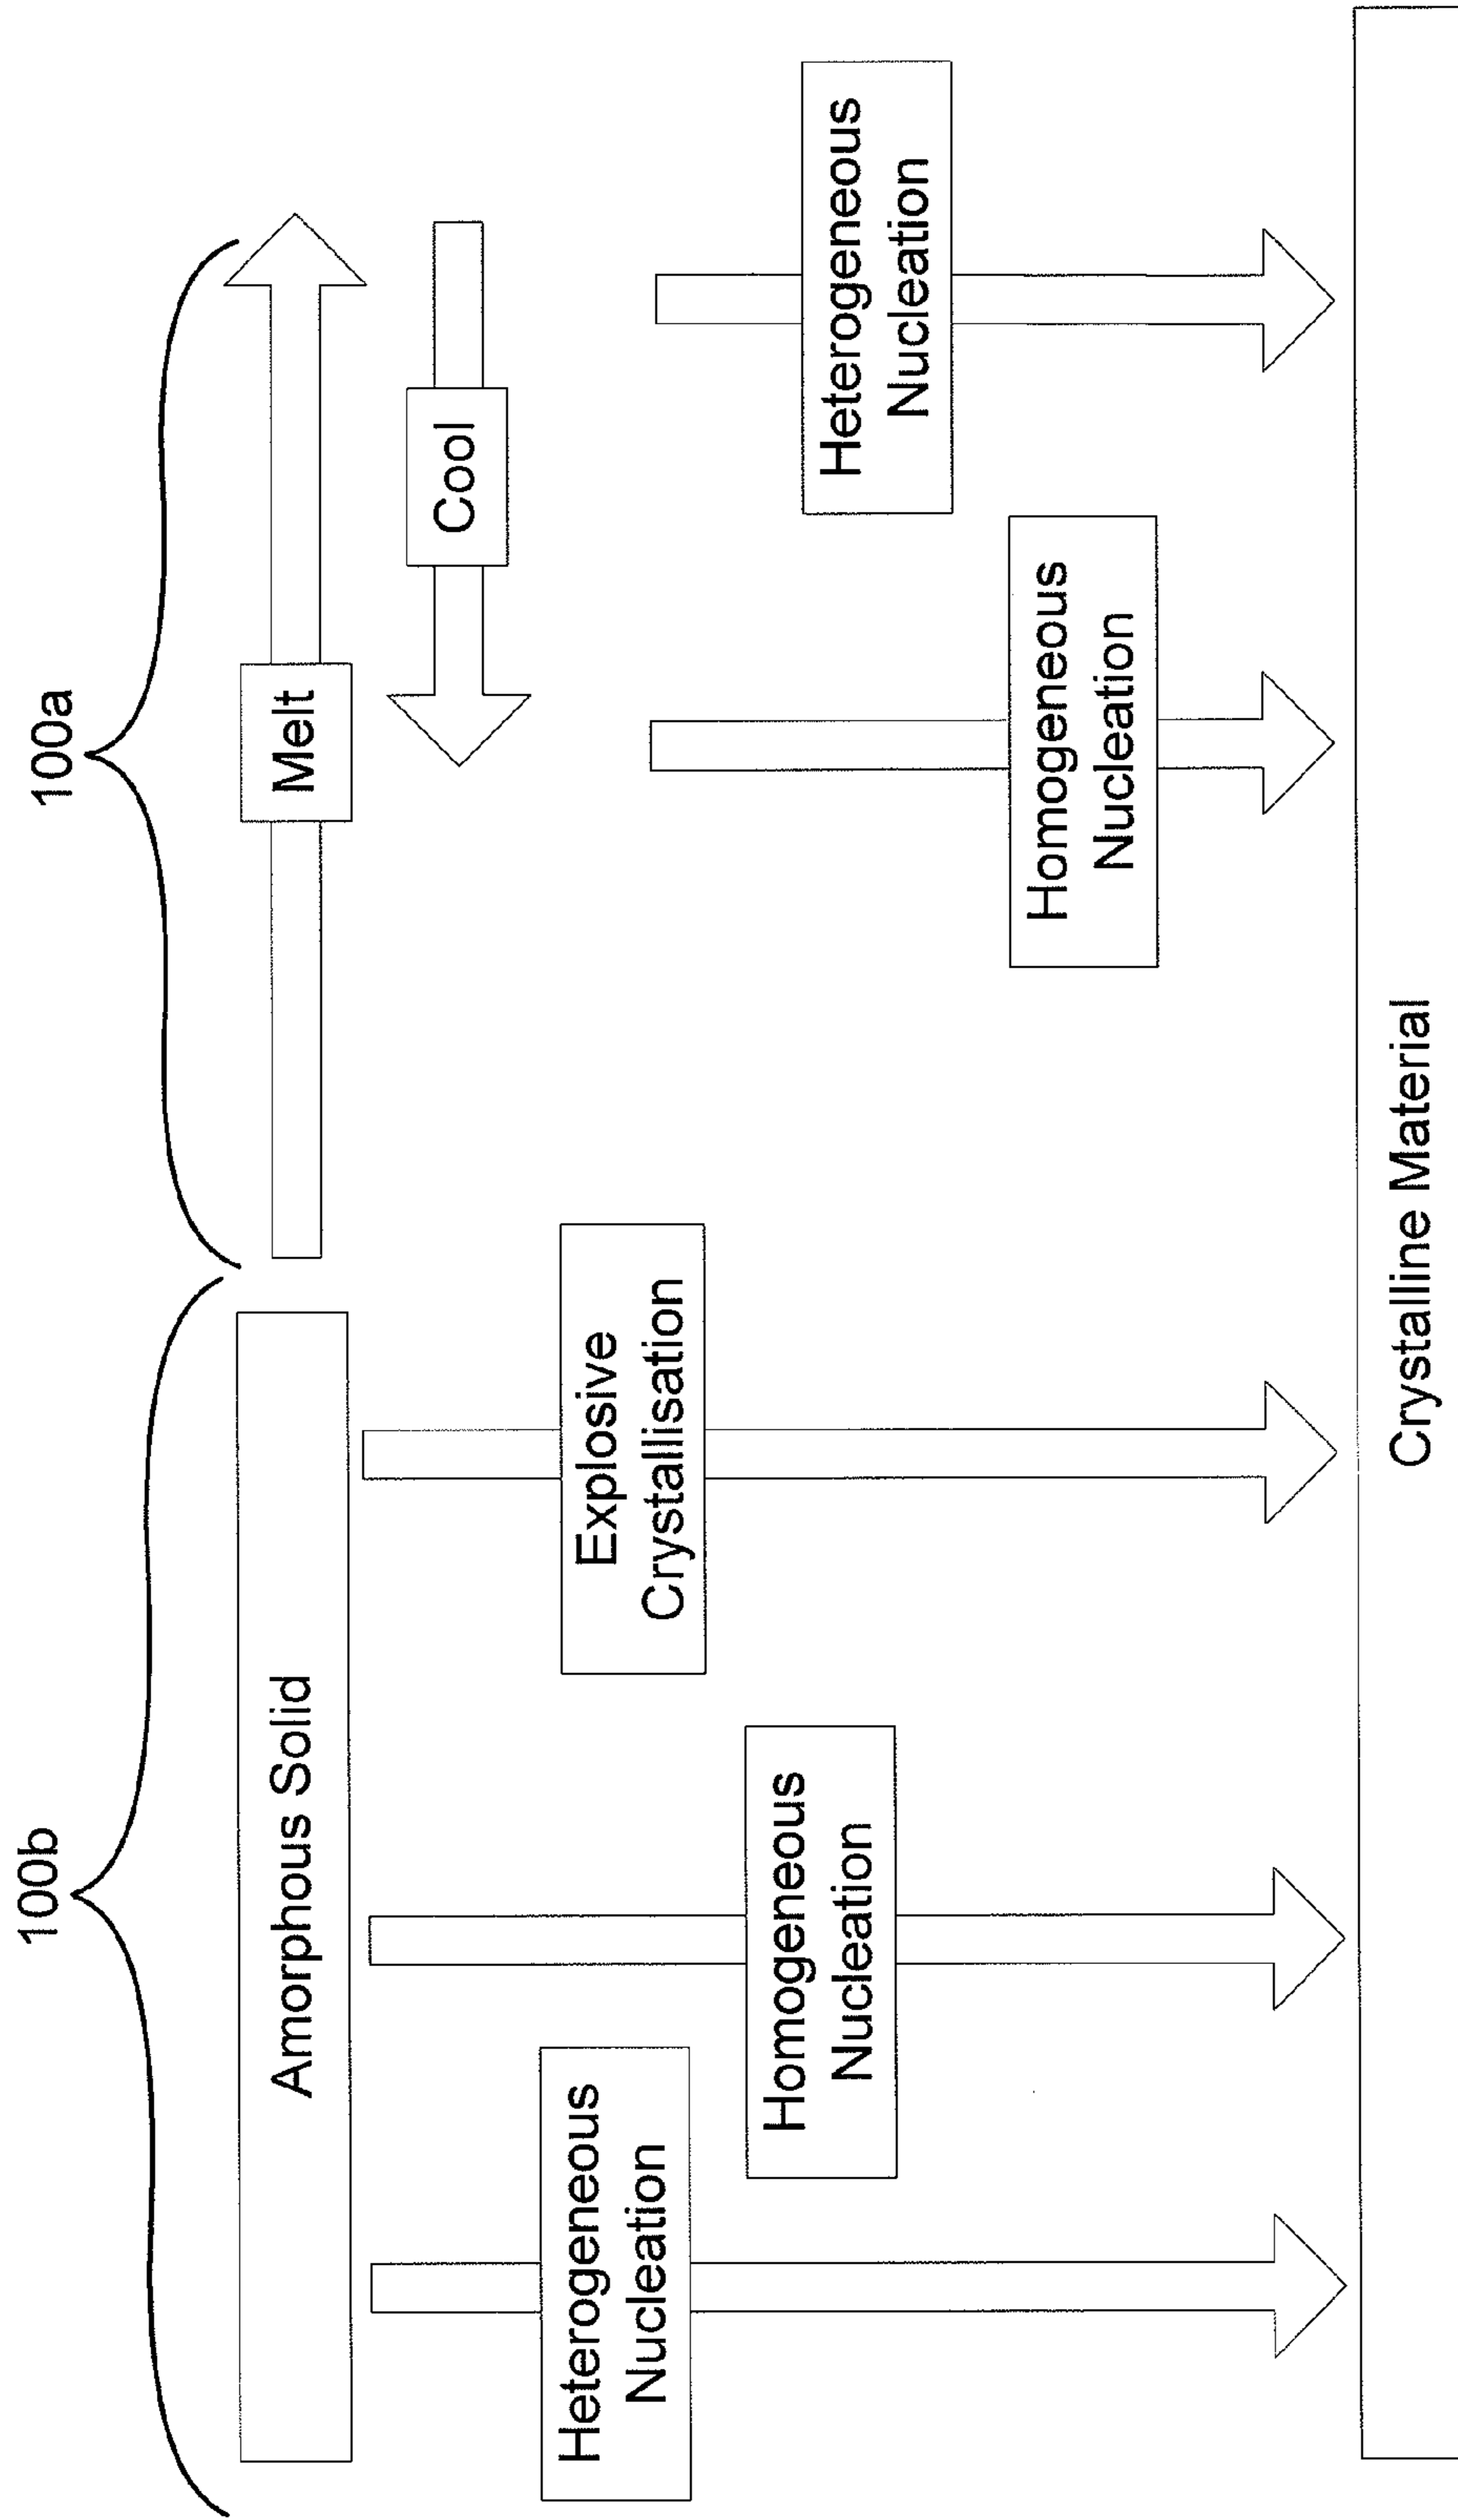 100b
100a
Amorphous Solid
Melt
Cool
Heterogeneous
Nucleation
Homogeneous
Nucleation
Explosive
Crystallisation
Homogeneous
Nucleation
Heterogeneous
Nucleation
Crystalline Material